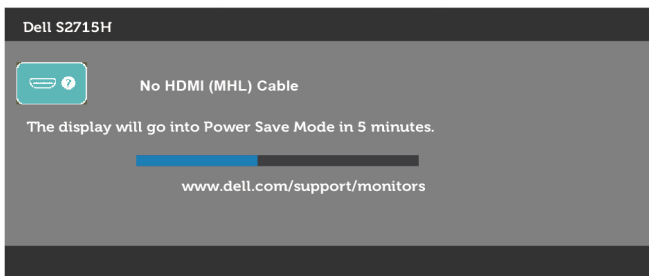 Dell S2715H
?
No HDMI (MHL) Cable
The display will go into Power Save Mode in 5 minutes.
www.dell.com/support/monitors